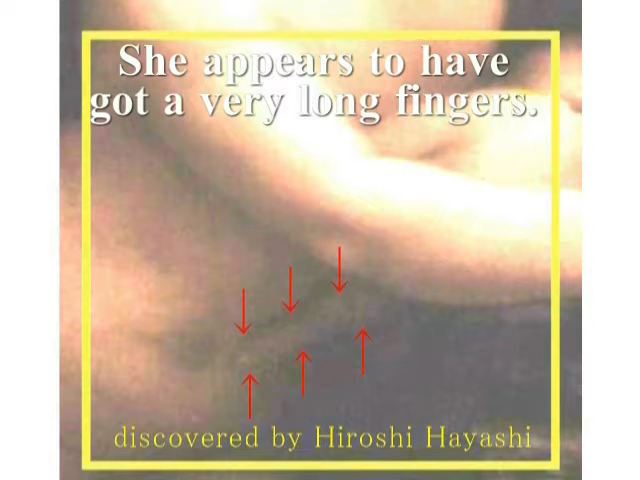 She appears to have
got a very long fingers.
discovered by Hiroshi Hayashi